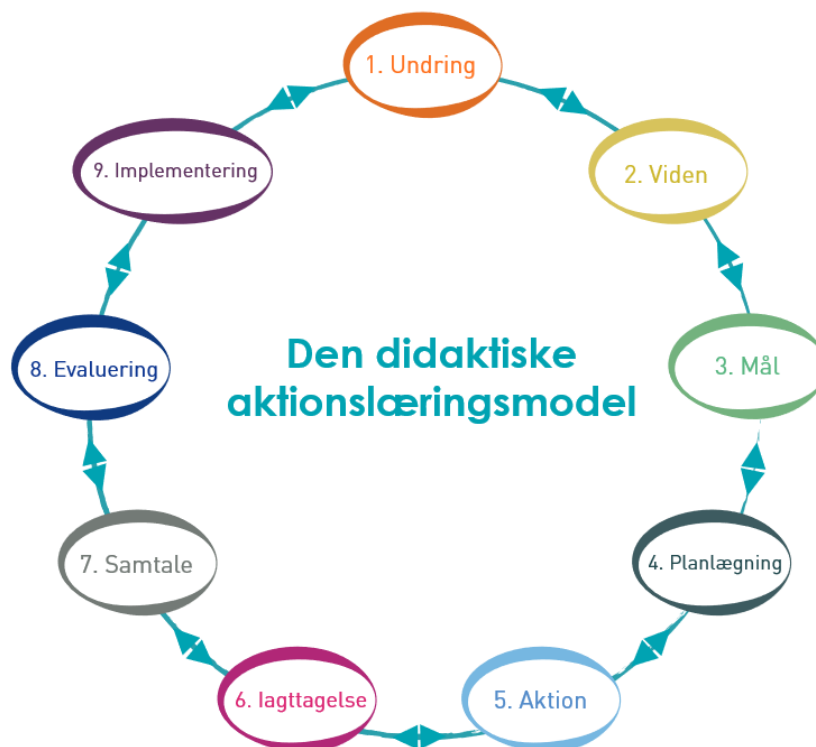 1. Undring
2. Viden
3. Mål
4. Planlægning
5. Aktion
6. Iagttagelse
7. Samtale
8. Evaluering
9. Implementering
Den didaktiske
aktionslæringsmodel